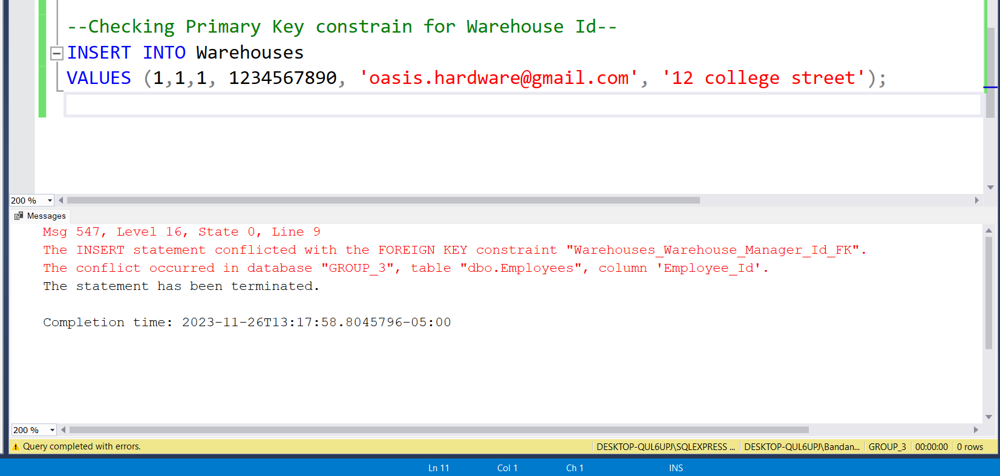 --Checking Primary Key constrain for Warehouse Id--
INSERT INTO Warehouses
VALUES (1,1,1, 1234567890, 'oasis.hardware@gmail.com', '12 college street');
200 %
Messages
Msg 547, Level 16, State 0, Line 9
The INSERT statement conflicted with the FOREIGN KEY constraint "Warehouses_Warehouse_Manager_Id_FK".
The conflict occurred in database "GROUP_3", table "dbo.Employees", column 'Employee_Id'.
The statement has been terminated.
Completion time: 2023-11-26T13:17:58.8045796-05:00
200 %
Query completed with errors. DESKTOP-QUL6UPJ\SQLEXPRESS ... DESKTOP-QUL6UPJ\Bandan... GROUP_3 00:00:00 0 rows
Ln 11 Col 1 Ch 1 INS